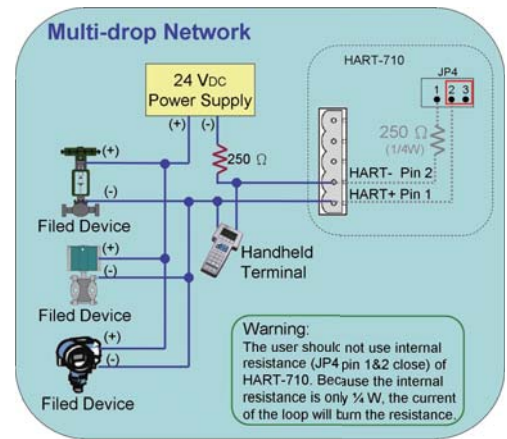 Multi-drop Network
HART-710
JP4
1 2 3
24 VDC
Power Supply
(+) (-)
250 Ω
(1/4W)
250 Ω
(+)
HART- Pin 2
(-)
HART+ Pin 1
Filed Device
Handheld
Terminal
(+)
(-)
Filed Device
(+)
(-)
Filed Device
Warning:
The user should not use internal
resistance (JP4 pin 1&2 close) of
HART-710. Because the internal
resistance is only ¼ W, the current
of the loop will burn the resistance.